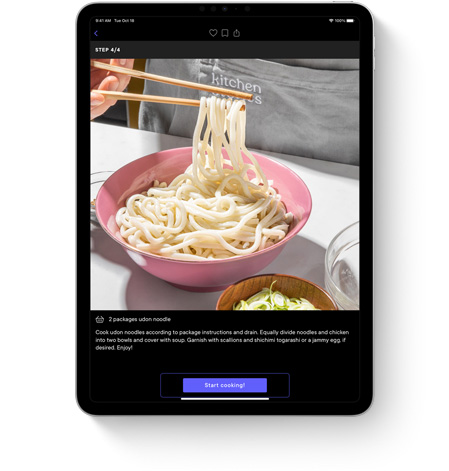 9:41 AM Tue Oct 18
100%
STEP 4/4
kitchen
2 packages udon noodle
Cook udon noodles according to package instructions and drain. Equally divide noodles and chicken
into two bowls and cover with soup. Garnish with scallions and shichimi togarashi or a jammy egg, if
desired. Enjoy!
Start cooking!